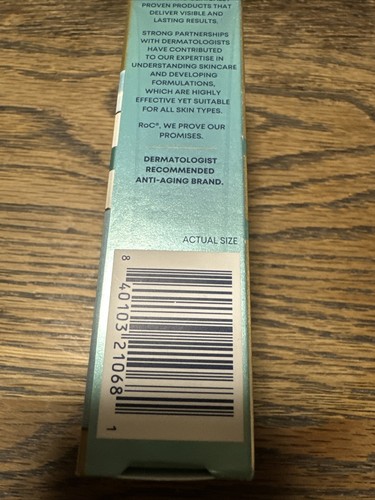 PROVEN PRODUCTS THAT
DELIVER VISIBLE AND
LASTING RESULTS.
STRONG PARTNERSHIPS
WITH DERMATOLOGISTS
HAVE CONTRIBUTED
TO OUR EXPERTISE IN
UNDERSTANDING SKINCARE
AND DEVELOPING
FORMULATIONS,
WHICH ARE HIGHLY
EFFECTIVE YET SUITABLE
FOR ALL SKIN TYPES.
RoC®, WE PROVE OUR
PROMISES.
DERMATOLOGIST
RECOMMENDED
ANTI-AGING BRAND.
ACTUAL SIZE
8 40103 21068 1